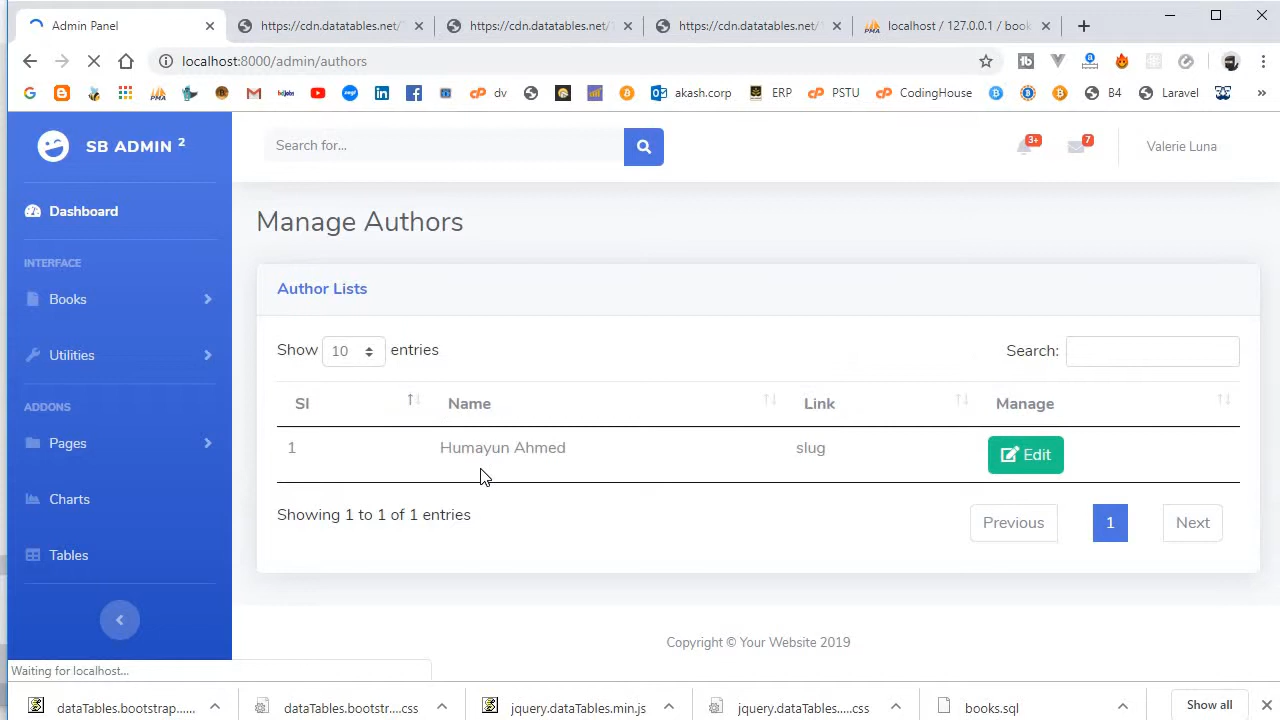 Admin Panel
https://cdn.datatables.net/
https://cdn.datatables.net/
https://cdn.datatables.net/
localhost / 127.0.0.1 / book
localhost:8000/admin/authors
dv
akash.corp
ERP
PSTU
CodingHouse
B4
Laravel
SB ADMIN 2
Search for...
3+
7
Valerie Luna
Dashboard
INTERFACE
Books
Utilities
ADDONS
Pages
Charts
Tables
Manage Authors
Author Lists
Show 10 entries
Search:
Sl Name Link Manage
1 Humayun Ahmed slug Edit
Showing 1 to 1 of 1 entries
Previous 1 Next
Copyright © Your Website 2019
Waiting for localhost...
dataTables.bootstrap......js
dataTables.bootstr....css
jquery.dataTables.min.js
jquery.dataTables.....css
books.sql
Show all